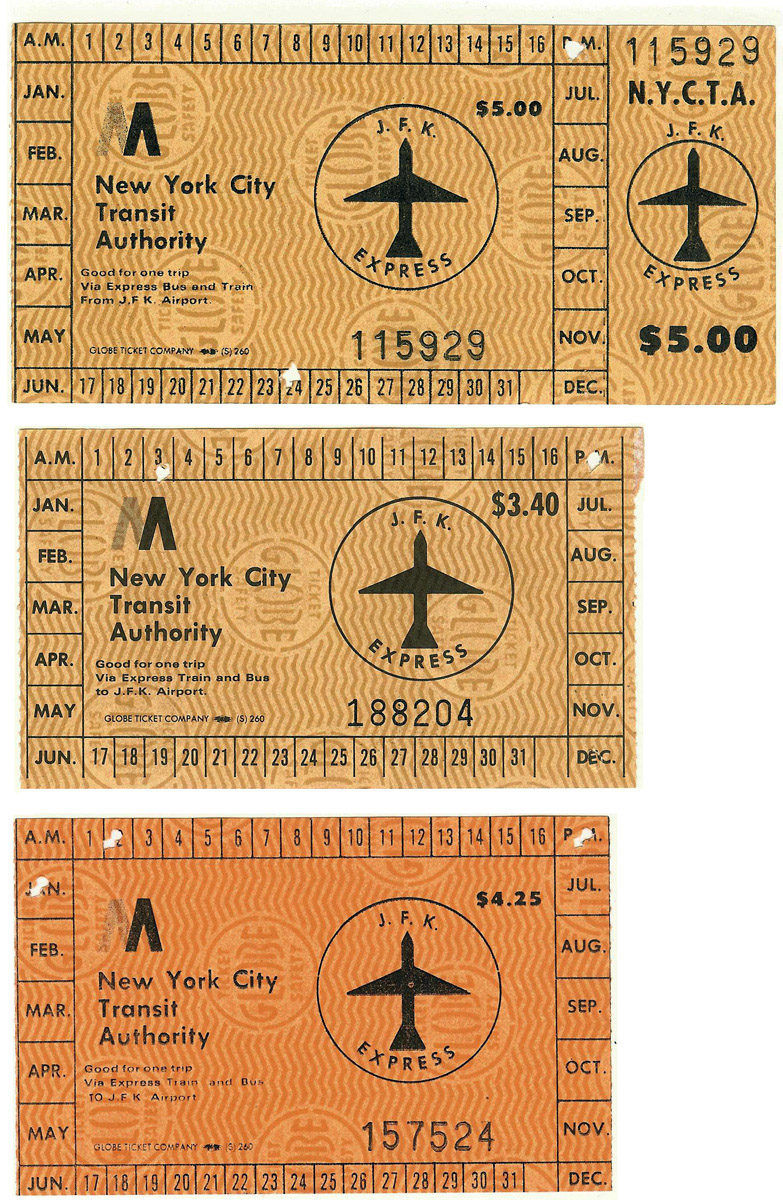 A.M. 1 2 3 4 5 6 7 8 9 10 11 12 13 14 15 16 P.M. 115929
JAN. $5.00 JUL. N.Y.C.T.A.
J. F. K. J. F. K.
FEB. AUG.
New York City
MAR. Transit SEP.
Authority
EXPRESS EXPRESS
APR. Good for one trip OCT.
Via Express Bus and Train
From J.F K. Airport.
MAY 115929 NOV. $5.00
GLOBE TICKET COMPANY (S) 260
JUN. 17 18 19 20 21 22 23 24 25 26 27 28 29 30 31 DEC.
A.M. 1 2 3 4 5 6 7 8 9 10 11 12 13 14 15 16 P.M.
JAN. $3.40 JUL.
J. F. K.
FEB. AUG.
New York City
MAR. Transit SEP.
Authority
EXPRESS
APR. Good for one trip OCT.
Via Express Train and Bus
to J.F.K. Airport.
MAY 188204 NOV.
GLOBE TICKET COMPANY (S) 260
JUN. 17 18 19 20 21 22 23 24 25 26 27 28 29 30 31 DEC.
A.M. 1 2 3 4 5 6 7 8 9 10 11 12 13 14 15 16 P.M.
JAN. $4.25 JUL.
J. F. K.
FEB. AUG.
New York City
MAR. Transit SEP.
Authority
EXPRESS
APR. Good for one trip OCT.
Via Express Train and Bus
TO J.F.K. Airport
MAY 157524 NOV.
GLOBE TICKET COMPANY (S) 260
JUN. 17 18 19 20 21 22 23 24 25 26 27 28 29 30 31 DEC.